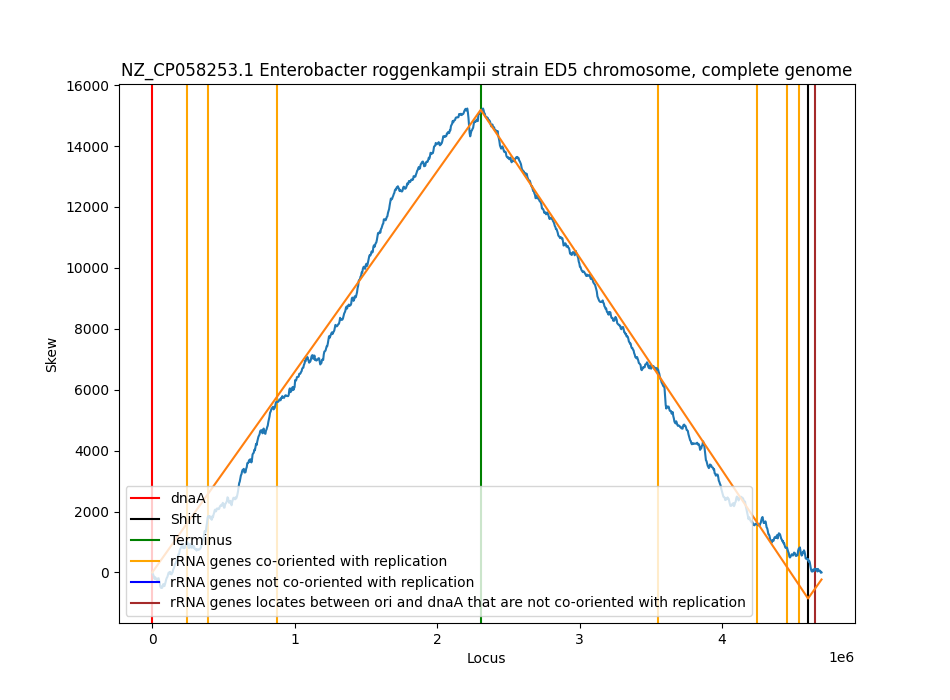 NZ_CP058253.1 Enterobacter roggenkampii strain ED5 chromosome, complete genome
16000
14000
12000
10000
8000
6000
4000
2000
0
Skew
dnaA
Shift
Terminus
rRNA genes co-oriented with replication
rRNA genes not co-oriented with replication
rRNA genes locates between ori and dnaA that are not co-oriented with replication
0 1 2 3 4
1e6
Locus